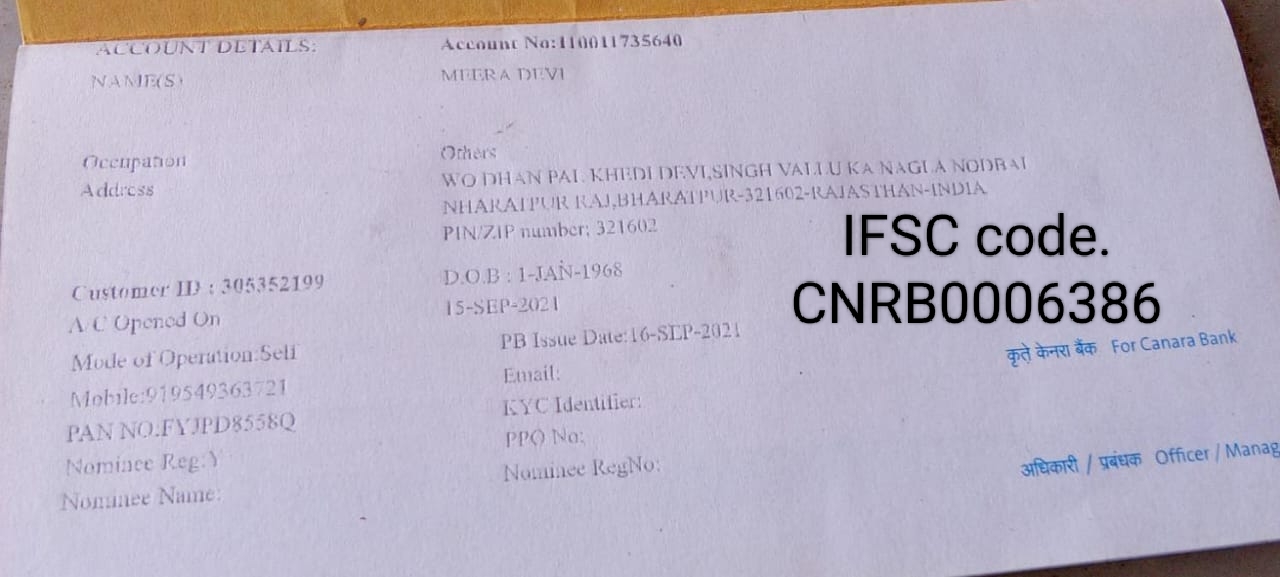 ACCOUNT DETAILS:
Account No:110011735640
NAME(S)
MEERA DEVI
Occupation
Others
Address
WO DHAN PAL KHEDI DEVI,SINGH VALLU KA NAGLA NODBAI
NHARATPUR RAJ,BHARATPUR-321602-RAJASTHAN-INDIA
PIN/ZIP number; 321602
IFSC code.
CNRB0006386
Customer ID : 305352199
D.O.B : 1-JAN-1968
A/C Opened On
15-SEP-2021
Mode of Operation:Self
PB Issue Date:16-SEP-2021
कृते केनरा बैंक For Canara Bank
Mobile:919549363721
Email:
PAN NO:FYJPD8558Q
KYC Identifier:
Nominee Reg:Y
PPO No:
Nominee Name:
Nominee RegNo:
अधिकारी / प्रबंधक Officer / Manag